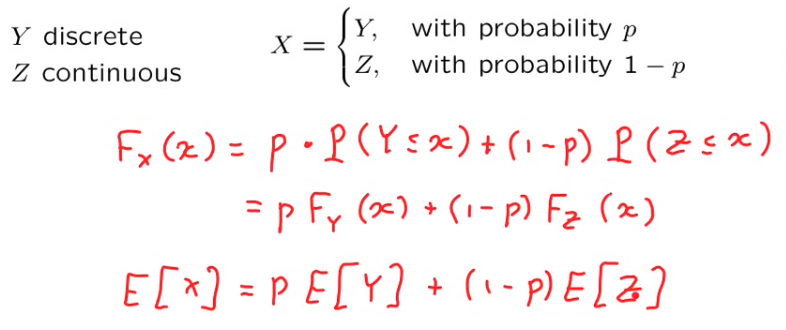 Y discrete
Z continuous
X = { Y, with probability p
Z, with probability 1 − p
F_X(x) = p · P(Y ≤ x) + (1-p) P(Z ≤ x)
= p F_Y(x) + (1-p) F_Z(x)
E[X] = p E[Y] + (1-p) E[Z]